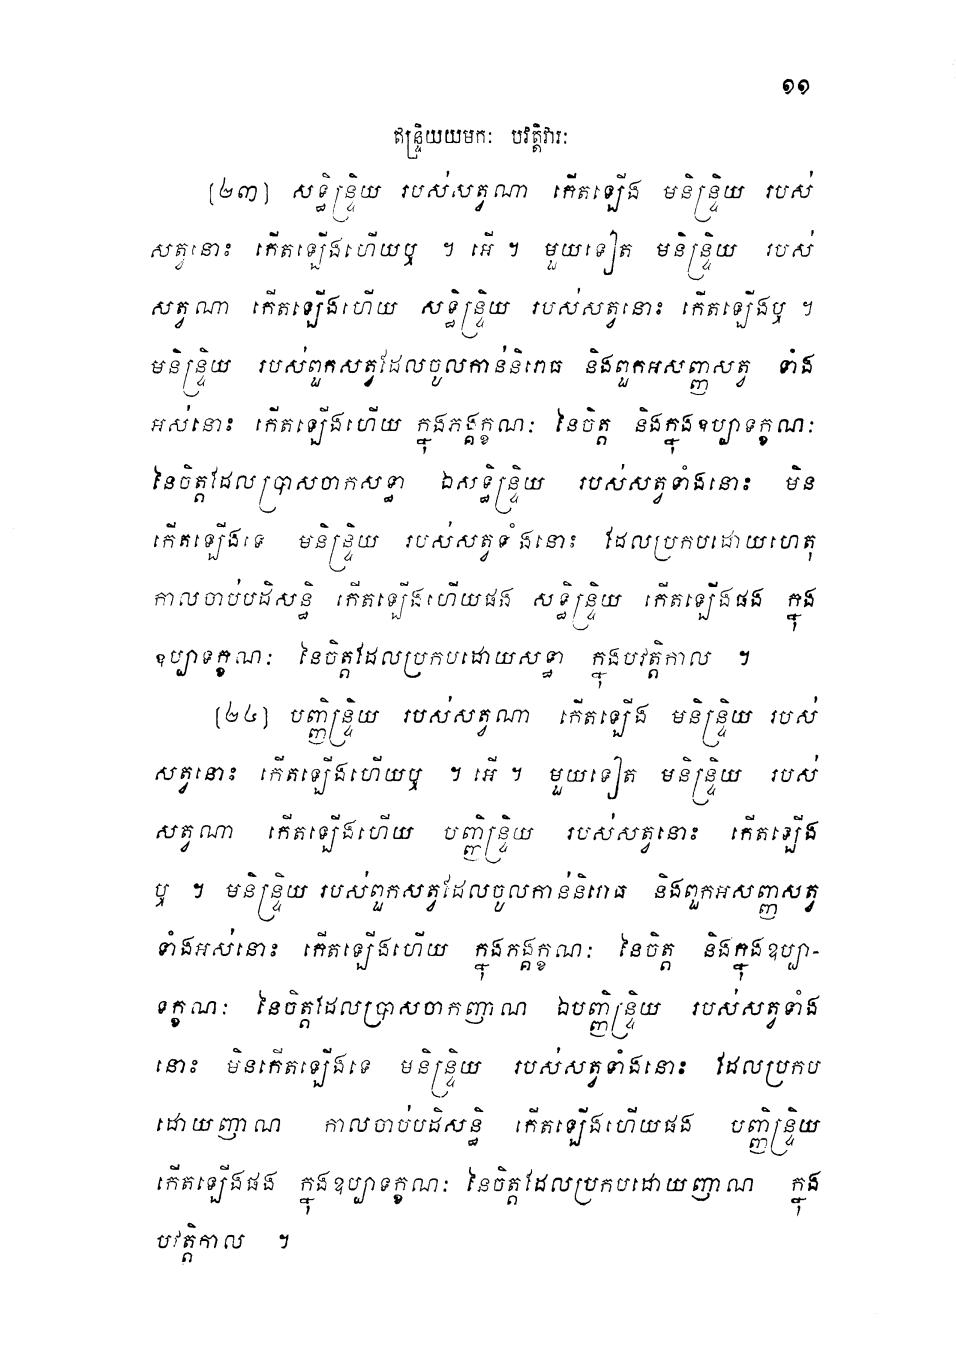 ១១
ឥន្ទ្រិយយមកៈ បវត្តិវារៈ
(២៣) សទ្ធិន្ទ្រិយ របស់សត្វណា កើតឡើង មនិន្ទ្រិយ របស់
សត្វនោះ កើតឡើងហើយឬ ។ អើ ។ មួយទៀត មនិន្ទ្រិយ របស់
សត្វណា កើតឡើងហើយ សទ្ធិន្ទ្រិយ របស់សត្វនោះ កើតឡើងឬ ។
មនិន្ទ្រិយ របស់ពួកសត្វដែលចូលកាន់និរោធ និងពួកអសញ្ញសត្វ ទាំង
អស់នោះ កើតឡើងហើយ ក្នុងភង្គក្ខណៈ នៃចិត្ត និងក្នុងឧប្បាទក្ខណៈ
នៃចិត្តដែលប្រាសចាកសទ្ធា ឯសទ្ធិន្ទ្រិយ របស់សត្វទាំងនោះ មិន
កើតឡើងទេ មនិន្ទ្រិយ របស់សត្វទាំងនោះ ដែលប្រកបដោយហេតុ
កាលចាប់បដិសន្ធិ កើតឡើងហើយផង សទ្ធិន្ទ្រិយ កើតឡើងផង ក្នុង
ឧប្បាទក្ខណៈ នៃចិត្តដែលប្រកបដោយសទ្ធា ក្នុងបវត្តិកាល ។
(២៤) បញ្ញិន្ទ្រិយ របស់សត្វណា កើតឡើង មនិន្ទ្រិយ របស់
សត្វនោះ កើតឡើងហើយឬ ។ អើ ។ មួយទៀត មនិន្ទ្រិយ របស់
សត្វណា កើតឡើងហើយ បញ្ញិន្ទ្រិយ របស់សត្វនោះ កើតឡើង
ឬ ។ មនិន្ទ្រិយ របស់ពួកសត្វដែលចូលកាន់និរោធ និងពួកអសញ្ញសត្វ
ទាំងអស់នោះ កើតឡើងហើយ ក្នុងភង្គក្ខណៈ នៃចិត្ត និងក្នុងឧប្បា-
ទក្ខណៈ នៃចិត្តដែលប្រាសចាកញាណ ឯបញ្ញិន្ទ្រិយ របស់សត្វទាំង
នោះ មិនកើតឡើងទេ មនិន្ទ្រិយ របស់សត្វទាំងនោះ ដែលប្រកប
ដោយញាណ កាលចាប់បដិសន្ធិ កើតឡើងហើយផង បញ្ញិន្ទ្រិយ
កើតឡើងផង ក្នុងឧប្បាទក្ខណៈ នៃចិត្តដែលប្រកបដោយញាណ ក្នុង
បវត្តិកាល ។